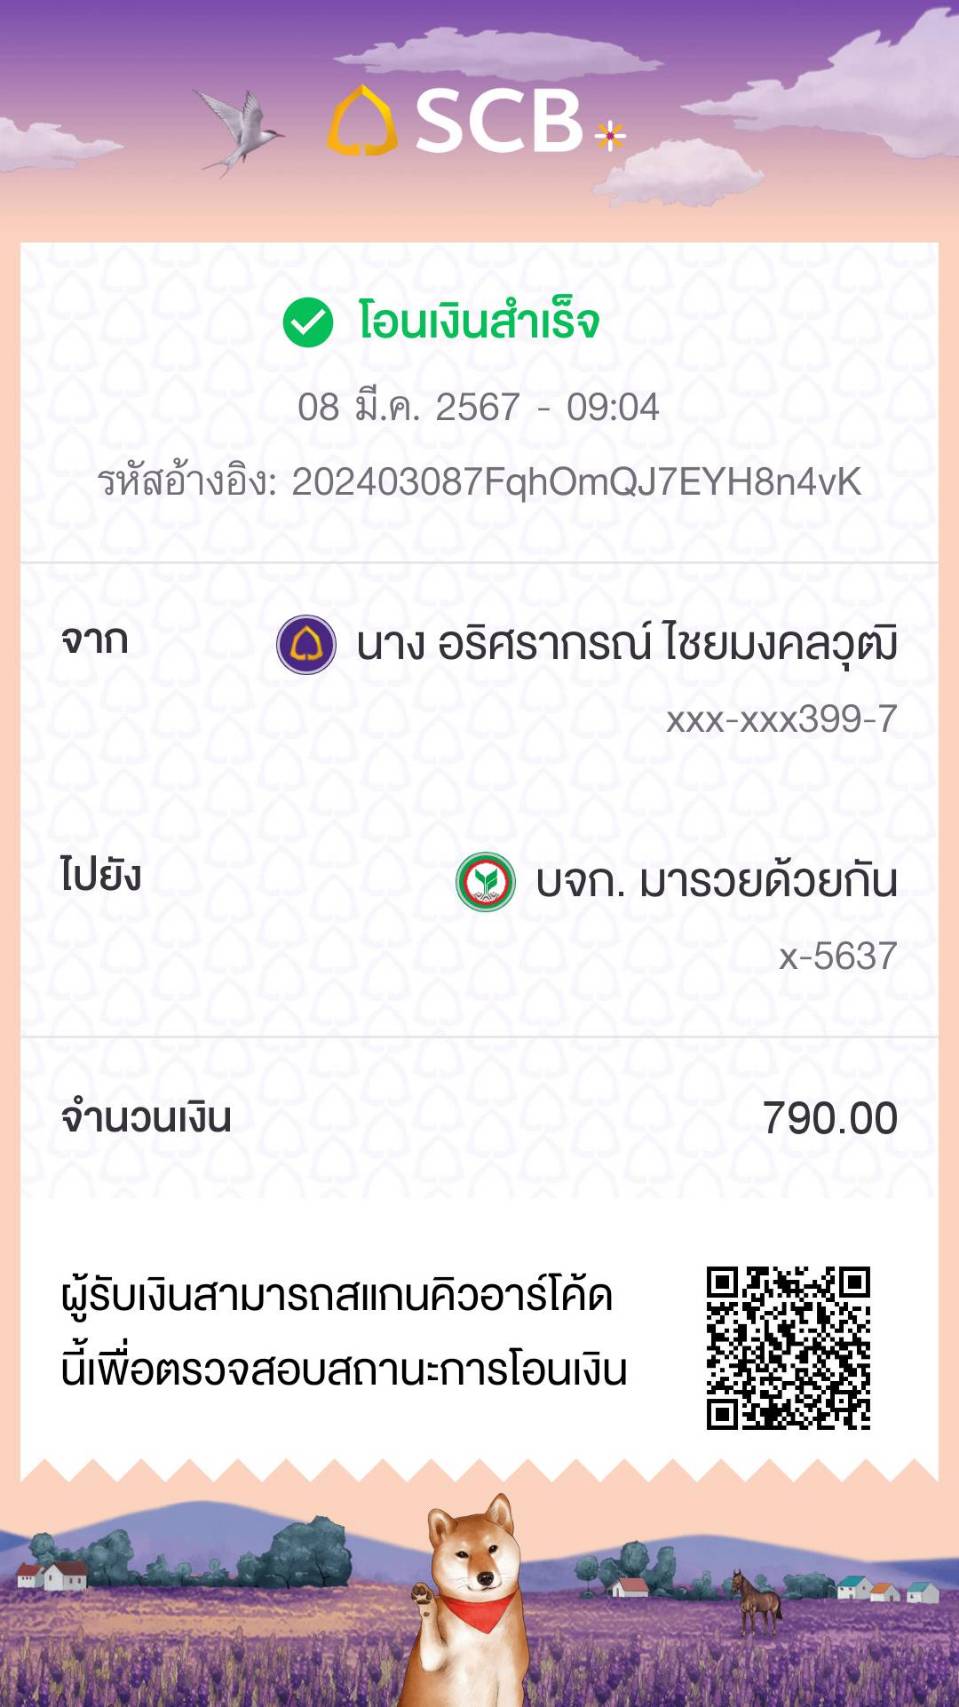 SCB
โอนเงินสำเร็จ
08 มี.ค. 2567 - 09:04
รหัสอ้างอิง: 202403087FqhOmQJ7EYH8n4vK
จาก
นาง อริศรากรณ์ ไชยมงคลวุฒิ
xxx-xxx399-7
ไปยัง
บจก. มารวยด้วยกัน
x-5637
จำนวนเงิน 790.00
ผู้รับเงินสามารถสแกนคิวอาร์โค้ด
นี้เพื่อตรวจสอบสถานะการโอนเงิน